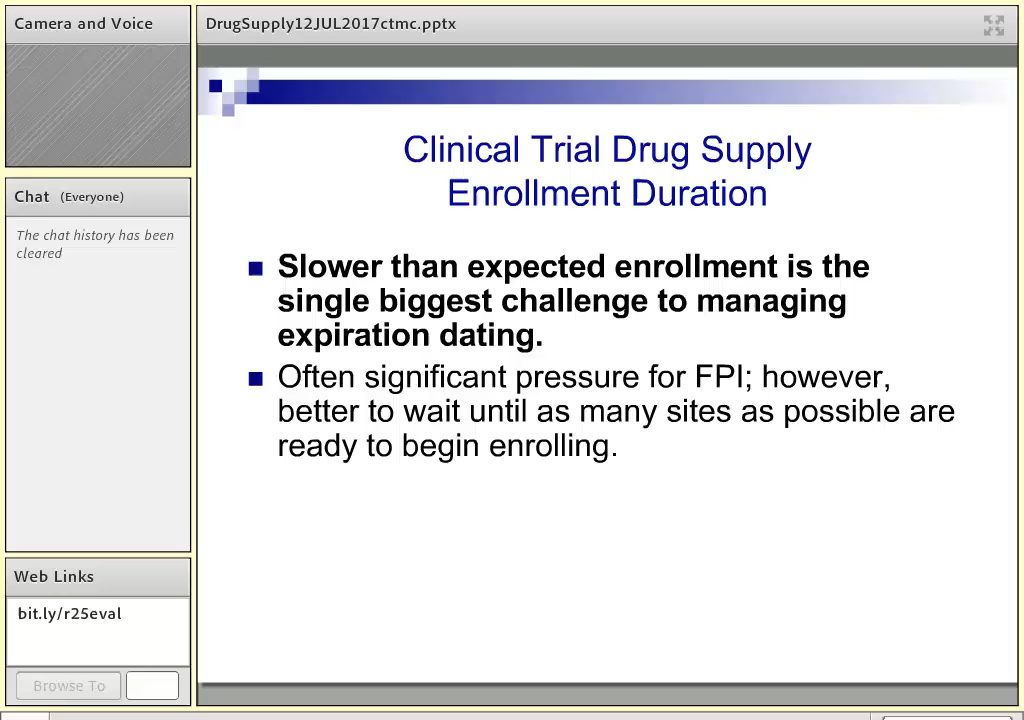 Camera and Voice
DrugSupply12JUL2017ctmc.pptx
Chat (Everyone)
The chat history has been
cleared
Web Links
bit.ly/r25eval
Browse To
Clinical Trial Drug Supply
Enrollment Duration
Slower than expected enrollment is the
single biggest challenge to managing
expiration dating.
Often significant pressure for FPI; however,
better to wait until as many sites as possible are
ready to begin enrolling.